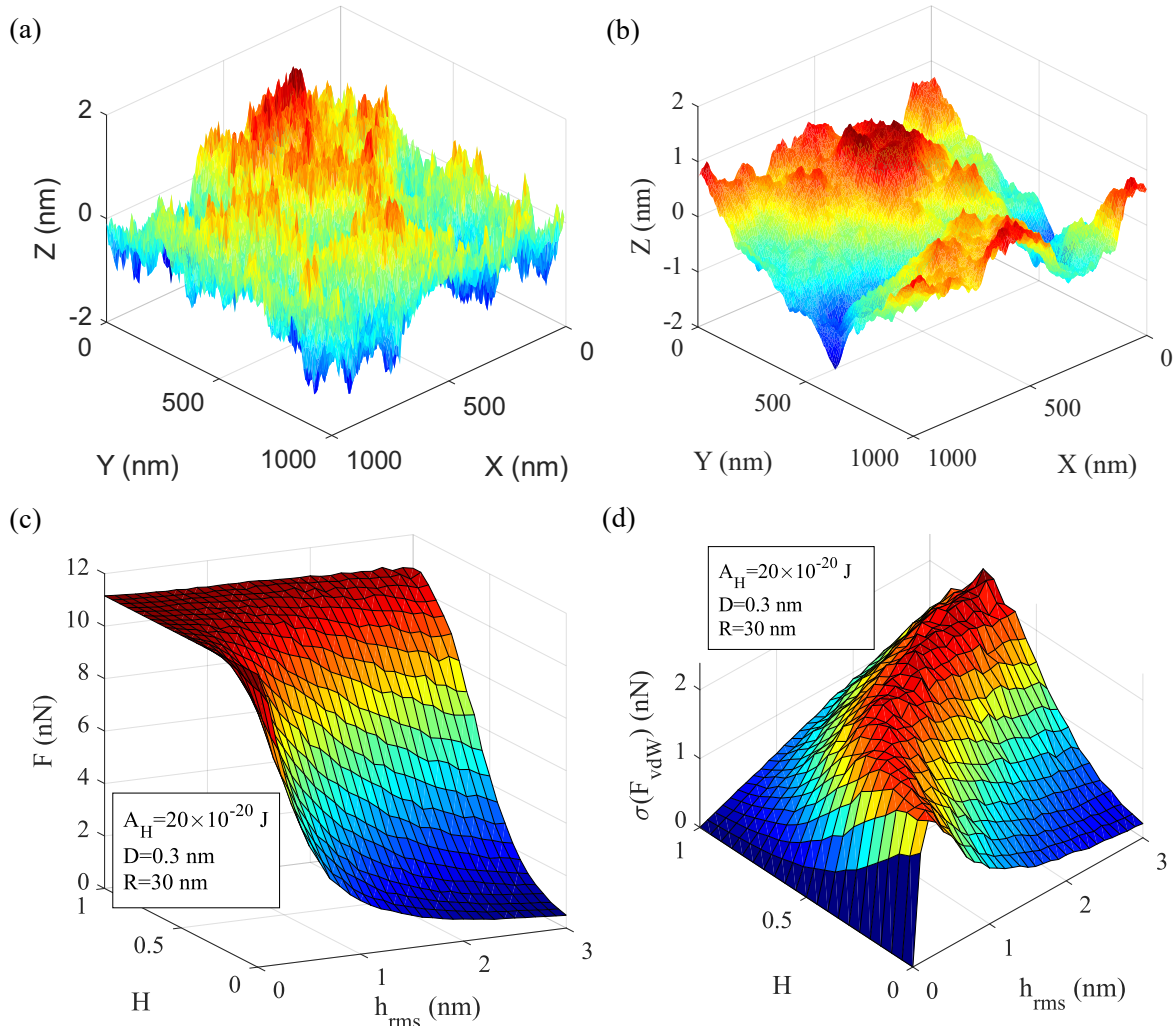 (a)
2
0
-2
Z (nm)
0
500
1000
Y (nm)
1000
500
0
X (nm)
(b)
2
1
0
-1
-2
Z (nm)
0
500
1000
Y (nm)
1000
500
0
X (nm)
(c)
12
10
8
6
4
2
0
F (nN)
A_H=20×10^-20 J
D=0.3 nm
R=30 nm
1
0.5
0
H
0
1
2
3
h_rms (nm)
(d)
A_H=20×10^-20 J
D=0.3 nm
R=30 nm
2
1
0
σ(F_vdW) (nN)
1
0.5
0
H
0
1
2
3
h_rms (nm)